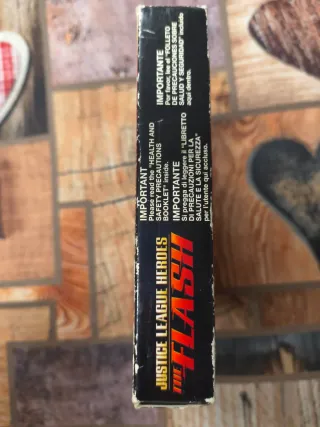 JUSTICE LEAGUE HEROES
THE FLASH
IMPORTANT
Please read the "HEALTH AND
SAFETY PRECAUTIONS
BOOKLET" inside.
IMPORTANTE
Si prega di leggere il "LIBRETTO
DI PRECAUZIONI PER LA
SALUTE E LA SICUREZZA"
per l'utente qui accluso.
IMPORTANTE
Por favor, lee el "FOLLETO
DE PRECAUCIONES SOBRE
SALUD Y SEGURIDAD" incluido
aquí dentro.